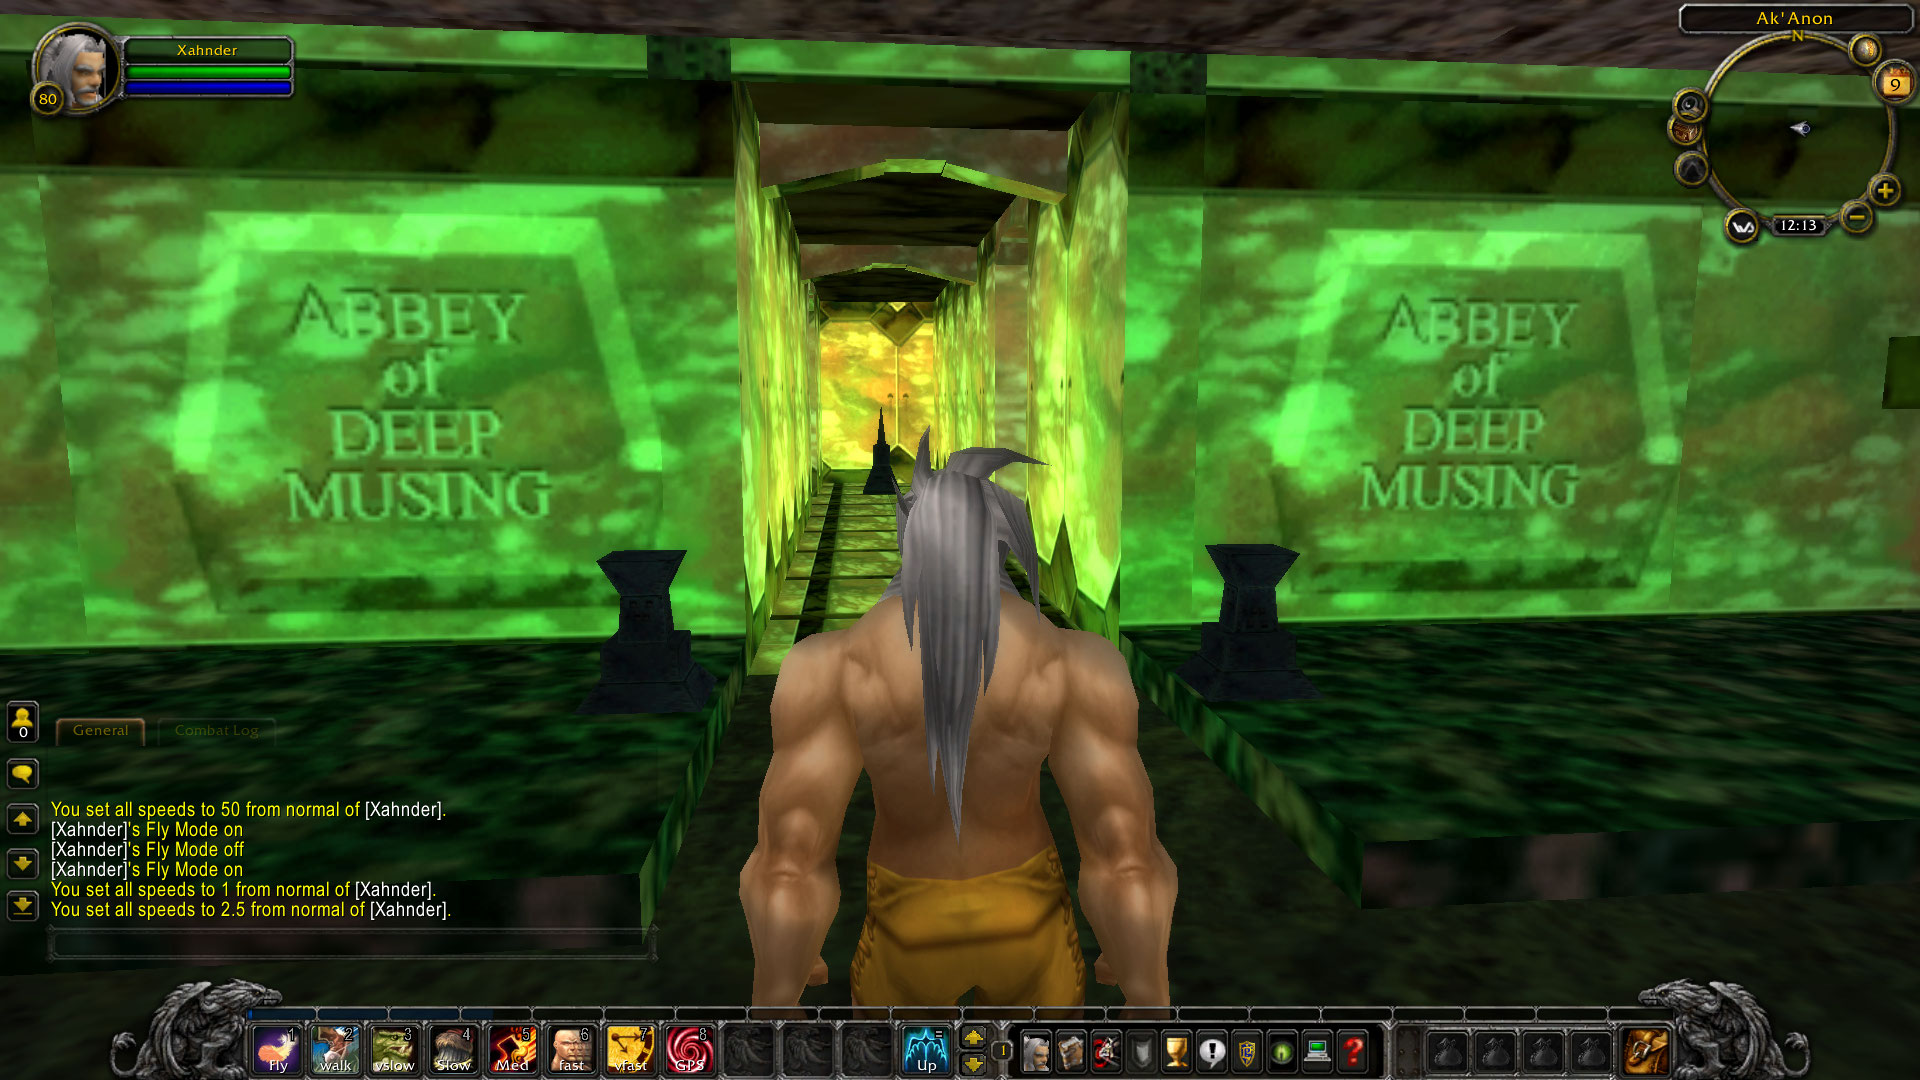 Xahnder
80
Ak'Anon
N
9
12:13
ABBEY
of
DEEP
MUSING
ABBEY
of
DEEP
MUSING
0
General
Combat Log
You set all speeds to 50 from normal of [Xahnder].
[Xahnder]'s Fly Mode on
[Xahnder]'s Fly Mode off
[Xahnder]'s Fly Mode on
You set all speeds to 1 from normal of [Xahnder].
You set all speeds to 2.5 from normal of [Xahnder].
1 2 3 4 5 6 7 8 =
Fly walk vslow Slow Med fast vfast GPS Up
1